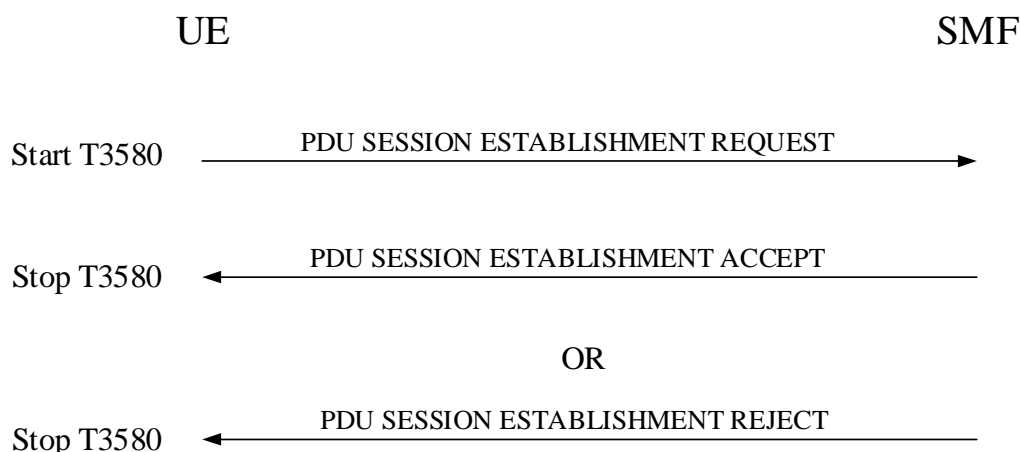 UE SMF
Start T3580 PDU SESSION ESTABLISHMENT REQUEST
Stop T3580 PDU SESSION ESTABLISHMENT ACCEPT
OR
Stop T3580 PDU SESSION ESTABLISHMENT REJECT